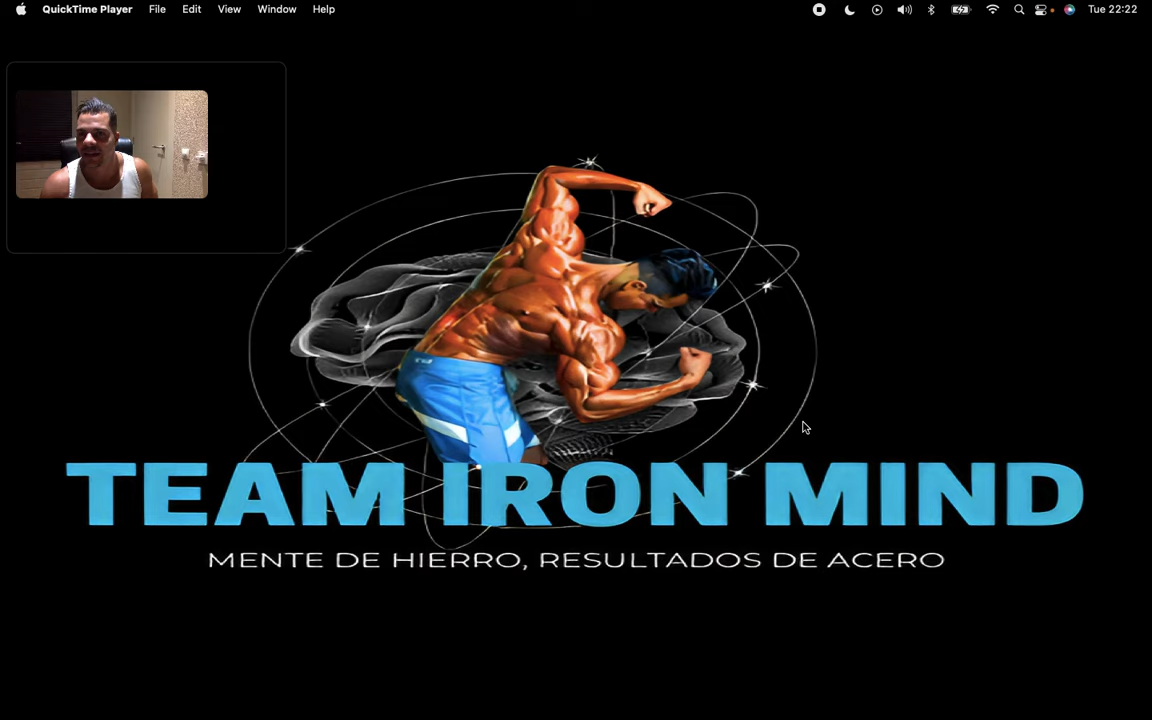 QuickTime Player File Edit View Window Help Tue 22:22
TEAM IRON MIND
MENTE DE HIERRO, RESULTADOS DE ACERO